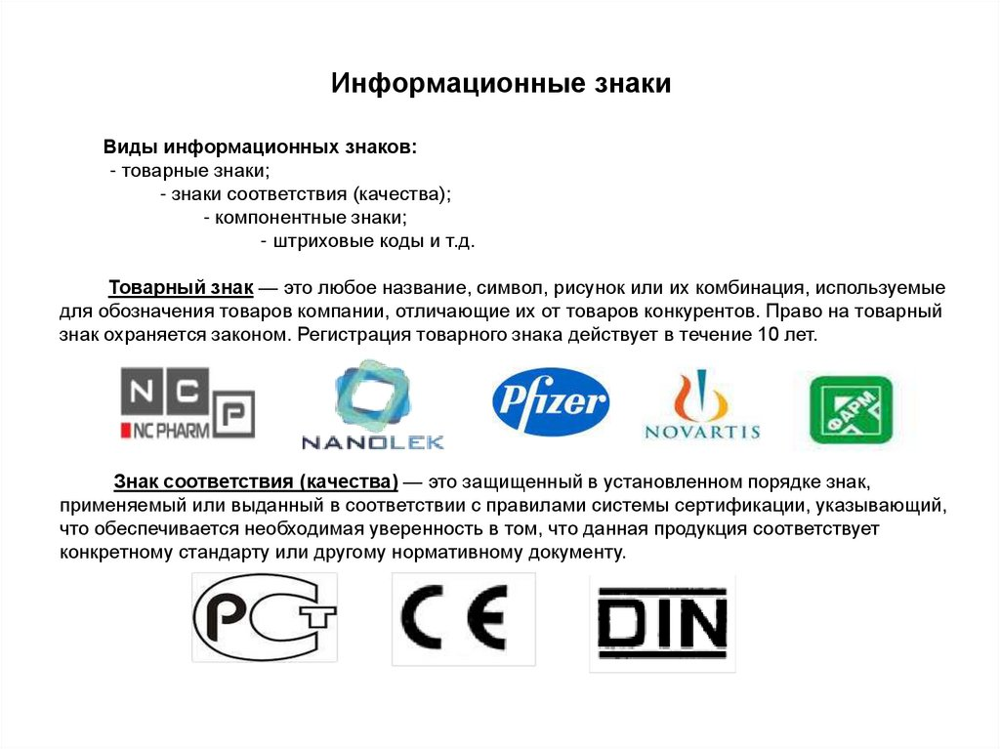 Информационные знаки
Виды информационных знаков:
- товарные знаки;
- знаки соответствия (качества);
- компонентные знаки;
- штриховые коды и т.д.
Товарный знак — это любое название, символ, рисунок или их комбинация, используемые
для обозначения товаров компании, отличающие их от товаров конкурентов. Право на товарный
знак охраняется законом. Регистрация товарного знака действует в течение 10 лет.
NC P
NC PHARM
NANOLEK
Pfizer
NOVARTIS
ФАРМ
Знак соответствия (качества) — это защищенный в установленном порядке знак,
применяемый или выданный в соответствии с правилами системы сертификации, указывающий,
что обеспечивается необходимая уверенность в том, что данная продукция соответствует
конкретному стандарту или другому нормативному документу.
РСТ
CE
DIN